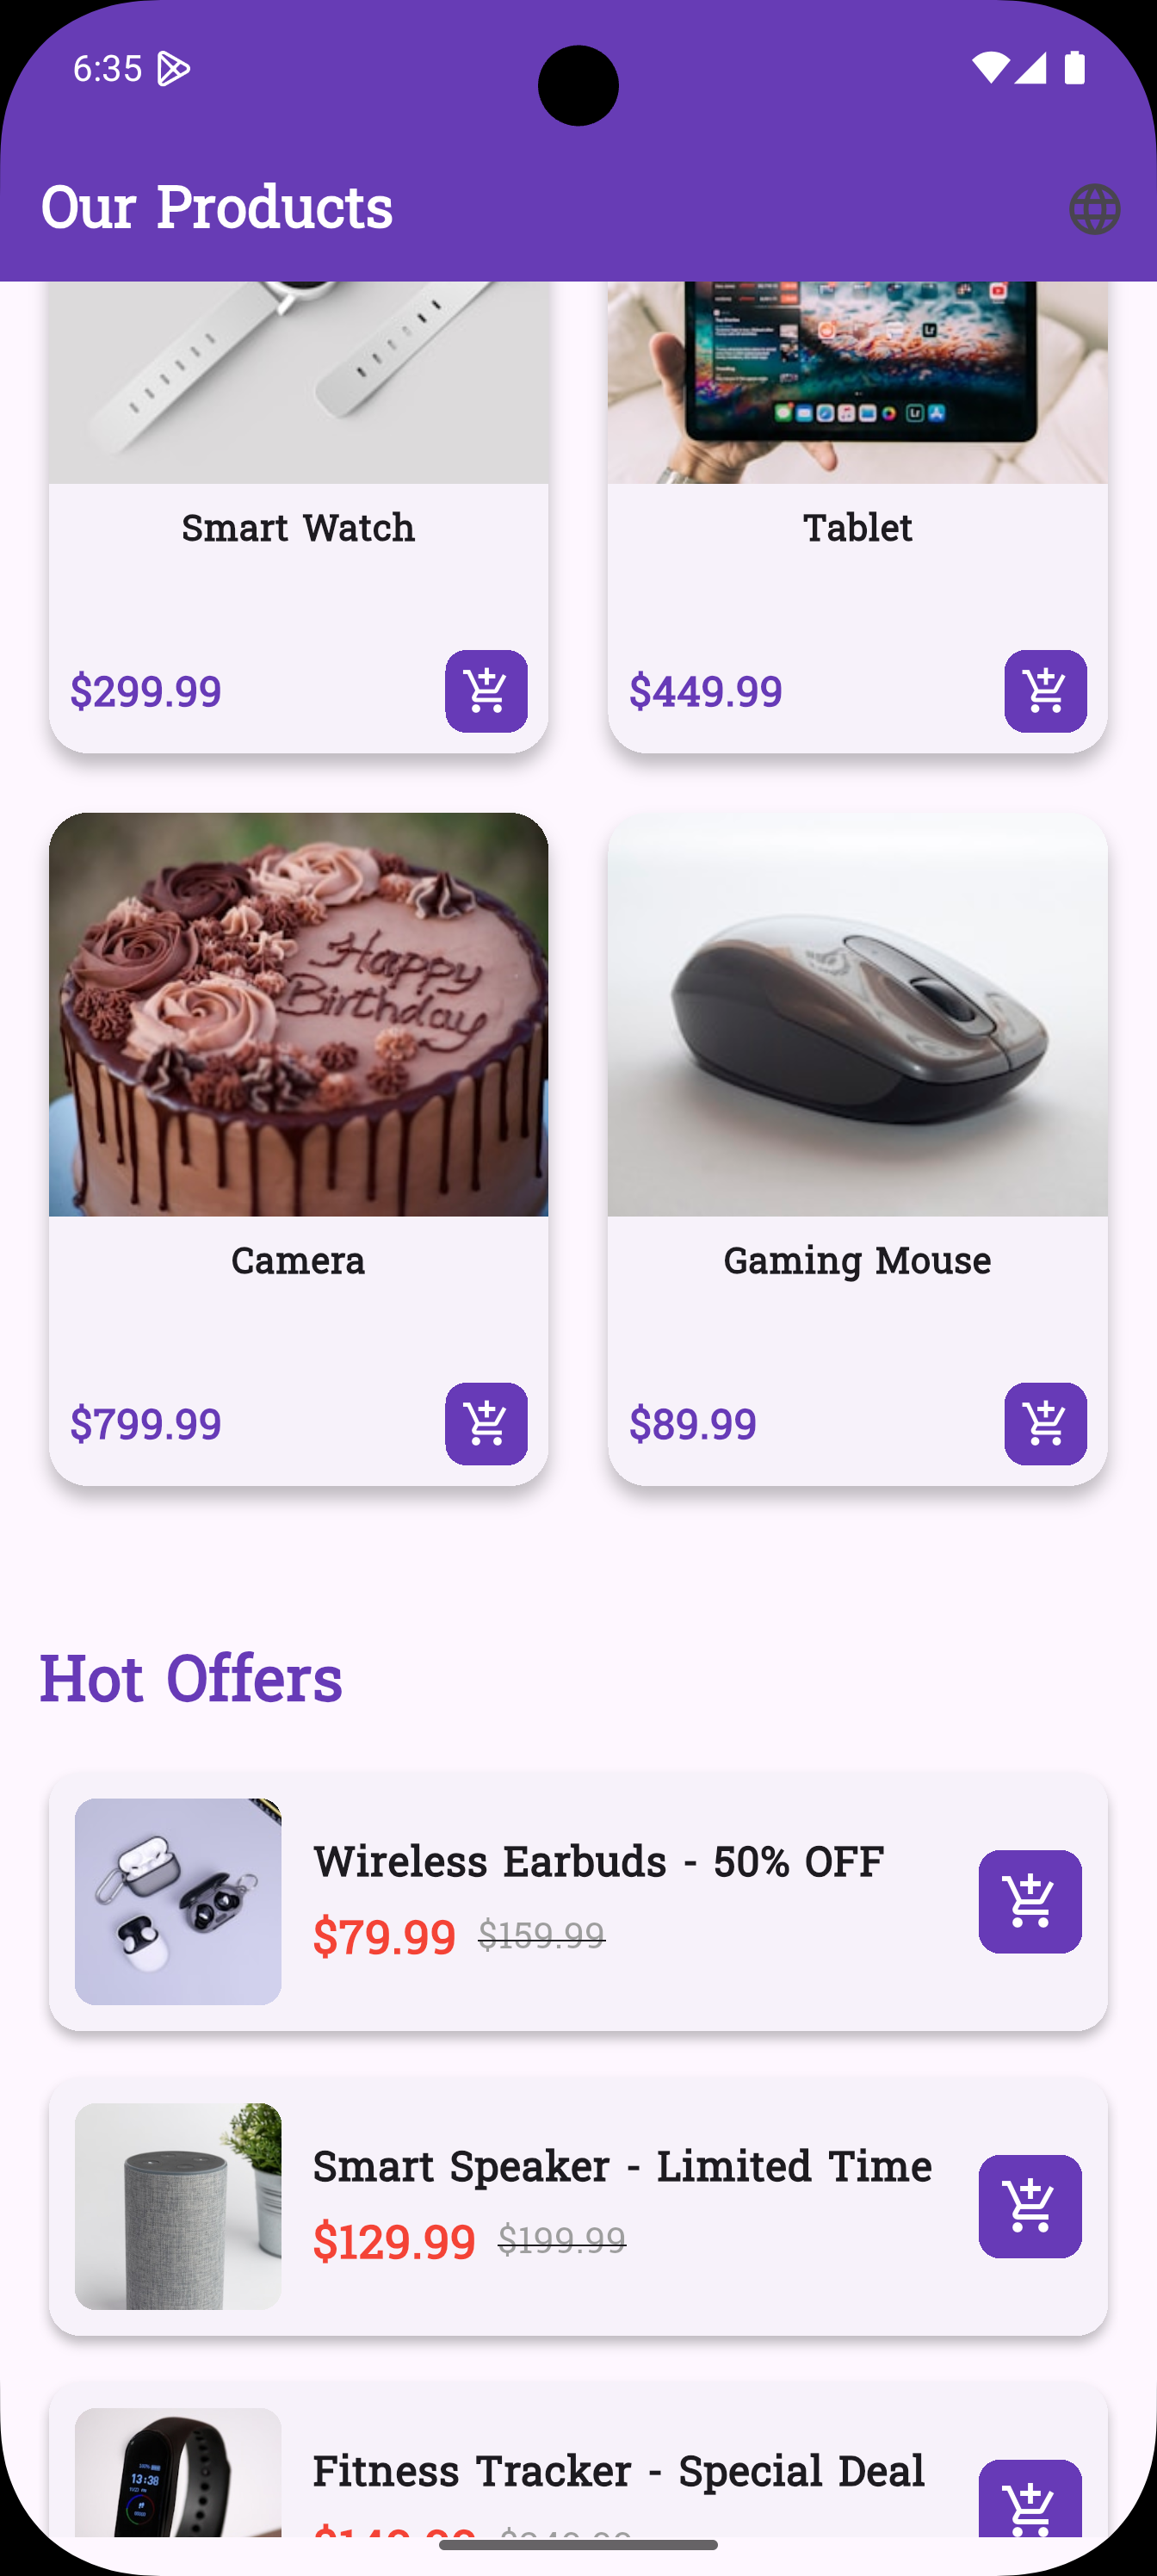 6:35
Our Products
Smart Watch
Tablet
$299.99
$449.99
Happy
Birthday
Camera
Gaming Mouse
$799.99
$89.99
Hot Offers
Wireless Earbuds - 50% OFF
$79.99 $159.99
Smart Speaker - Limited Time
$129.99 $199.99
13:38
Fitness Tracker - Special Deal